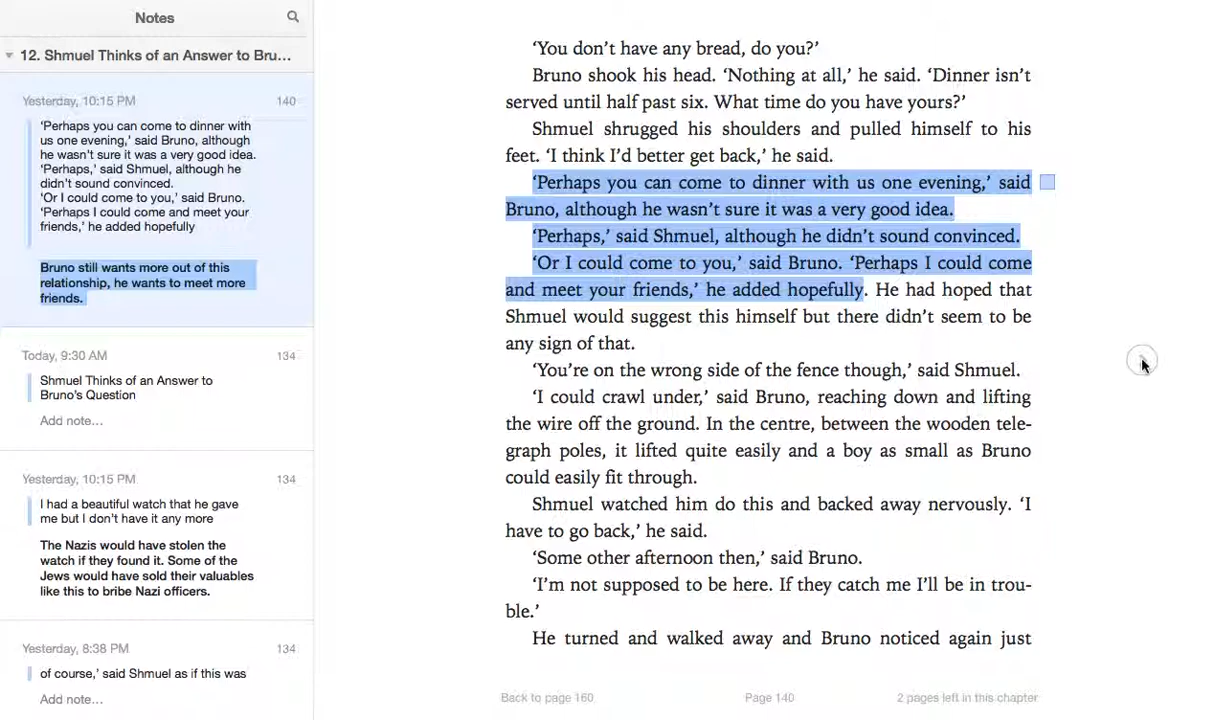 Notes
12. Shmuel Thinks of an Answer to Bru…
Yesterday, 10:15 PM 140
‘Perhaps you can come to dinner with
us one evening,’ said Bruno, although
he wasn’t sure it was a very good idea.
‘Perhaps,’ said Shmuel, although he
didn’t sound convinced.
‘Or I could come to you,’ said Bruno.
‘Perhaps I could come and meet your
friends,’ he added hopefully
Bruno still wants more out of this
relationship, he wants to meet more
friends.
Today, 9:30 AM 134
Shmuel Thinks of an Answer to
Bruno’s Question
Add note…
Yesterday, 10:15 PM 134
I had a beautiful watch that he gave
me but I don’t have it any more
The Nazis would have stolen the
watch if they found it. Some of the
Jews would have sold their valuables
like this to bribe Nazi officers.
Yesterday, 8:38 PM 134
of course,’ said Shmuel as if this was
Add note…
‘You don’t have any bread, do you?’
Bruno shook his head. ‘Nothing at all,’ he said. ‘Dinner isn’t
served until half past six. What time do you have yours?’
Shmuel shrugged his shoulders and pulled himself to his
feet. ‘I think I’d better get back,’ he said.
‘Perhaps you can come to dinner with us one evening,’ said
Bruno, although he wasn’t sure it was a very good idea.
‘Perhaps,’ said Shmuel, although he didn’t sound convinced.
‘Or I could come to you,’ said Bruno. ‘Perhaps I could come
and meet your friends,’ he added hopefully. He had hoped that
Shmuel would suggest this himself but there didn’t seem to be
any sign of that.
‘You’re on the wrong side of the fence though,’ said Shmuel.
‘I could crawl under,’ said Bruno, reaching down and lifting
the wire off the ground. In the centre, between the wooden tele-
graph poles, it lifted quite easily and a boy as small as Bruno
could easily fit through.
Shmuel watched him do this and backed away nervously. ‘I
have to go back,’ he said.
‘Some other afternoon then,’ said Bruno.
‘I’m not supposed to be here. If they catch me I’ll be in trou-
ble.’
He turned and walked away and Bruno noticed again just
Back to page 160 Page 140 2 pages left in this chapter